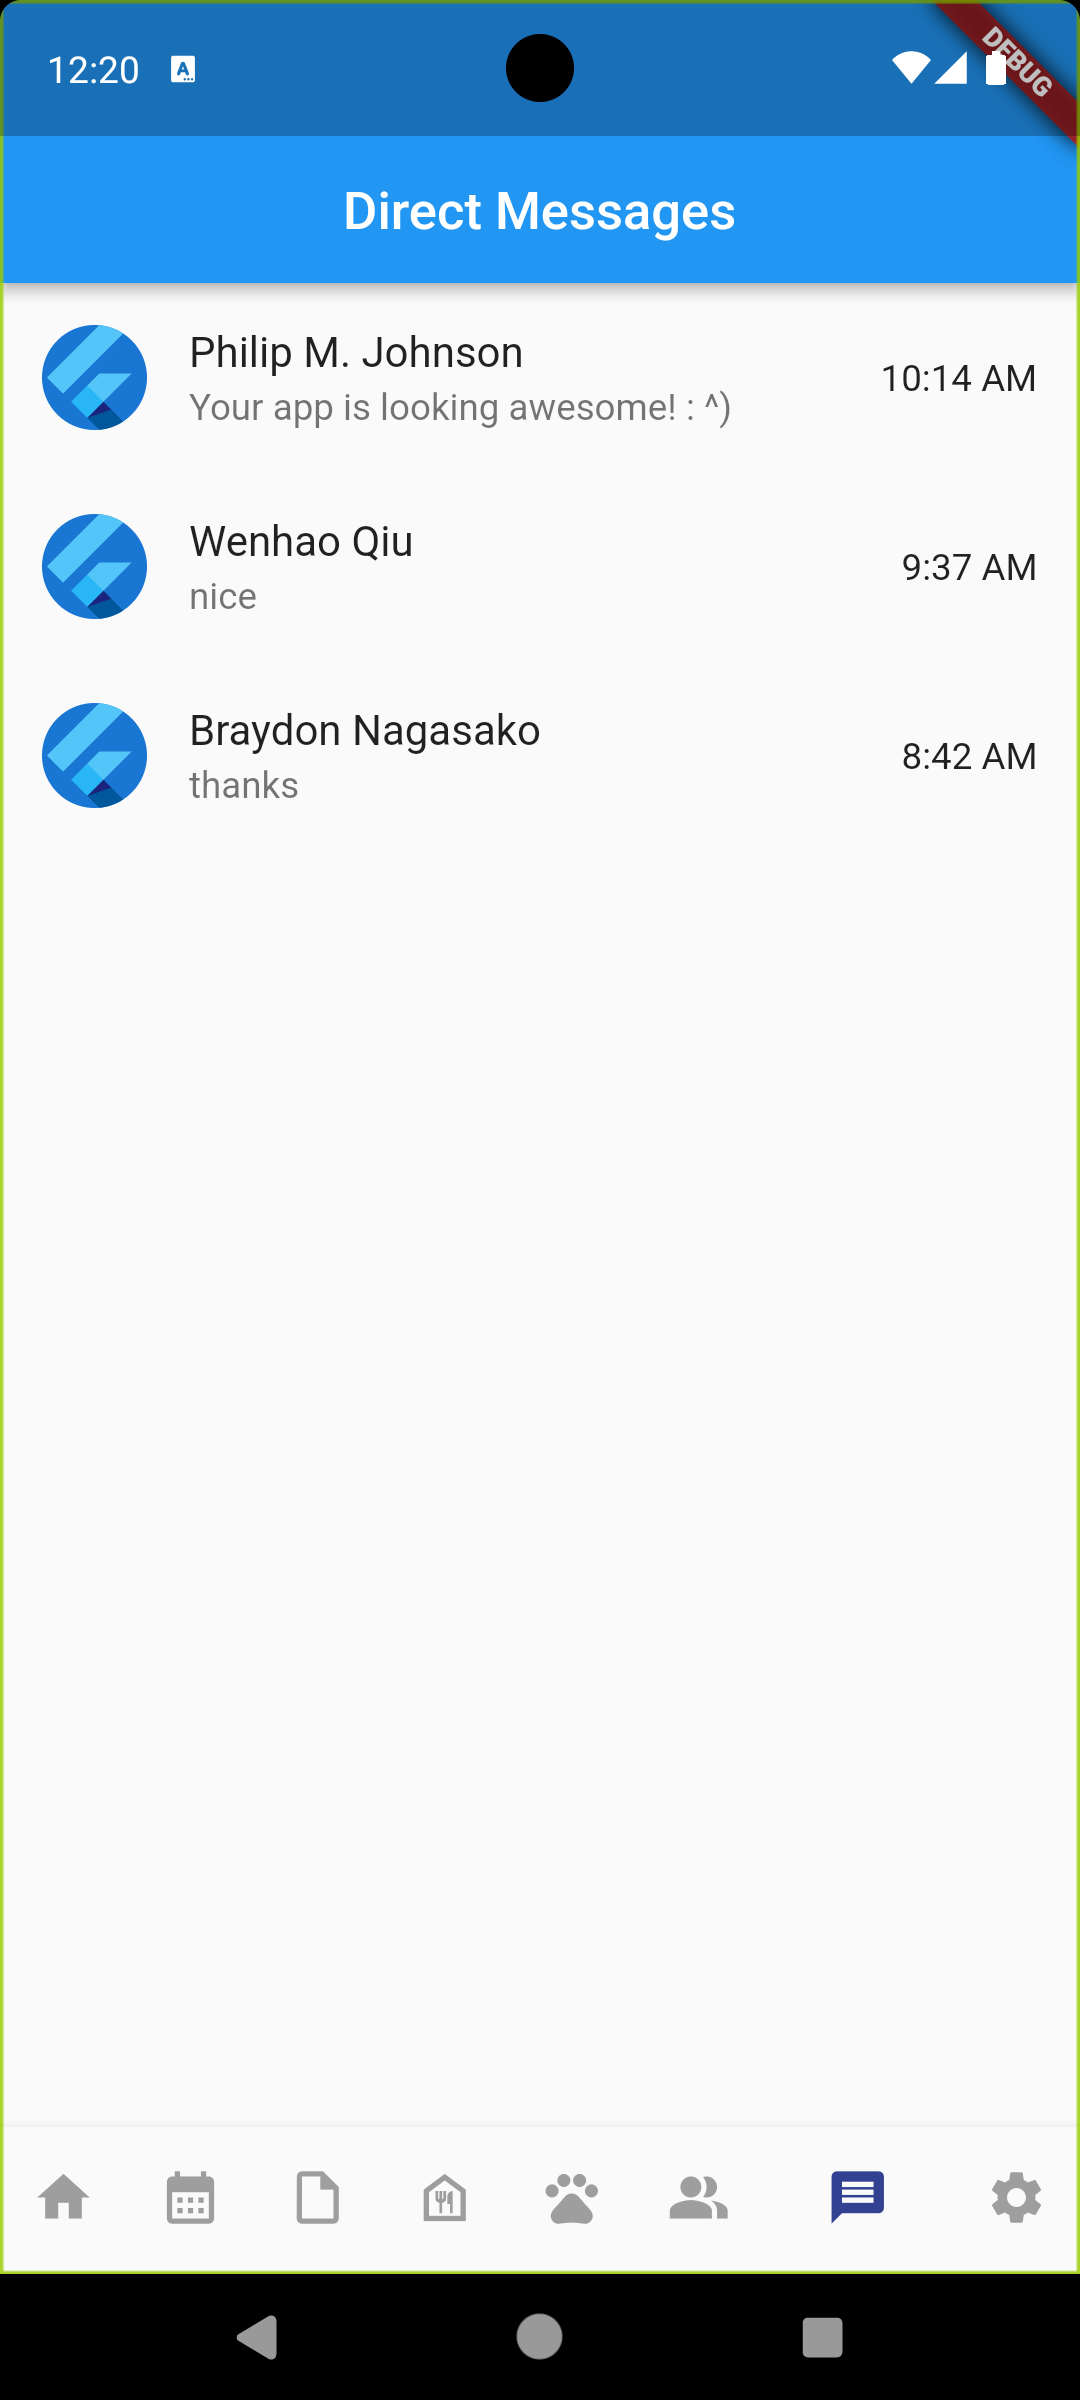 12:20
DEBUG
Direct Messages
Philip M. Johnson
Your app is looking awesome! : ^)
10:14 AM
Wenhao Qiu
nice
9:37 AM
Braydon Nagasako
thanks
8:42 AM